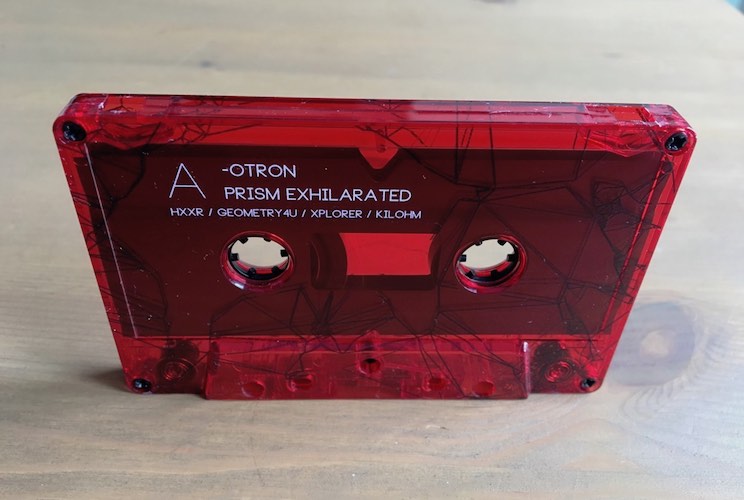 A
-OTRON
PRISM EXHILARATED
HXXR / GEOMETRY4U / XPLORER / KILOHM